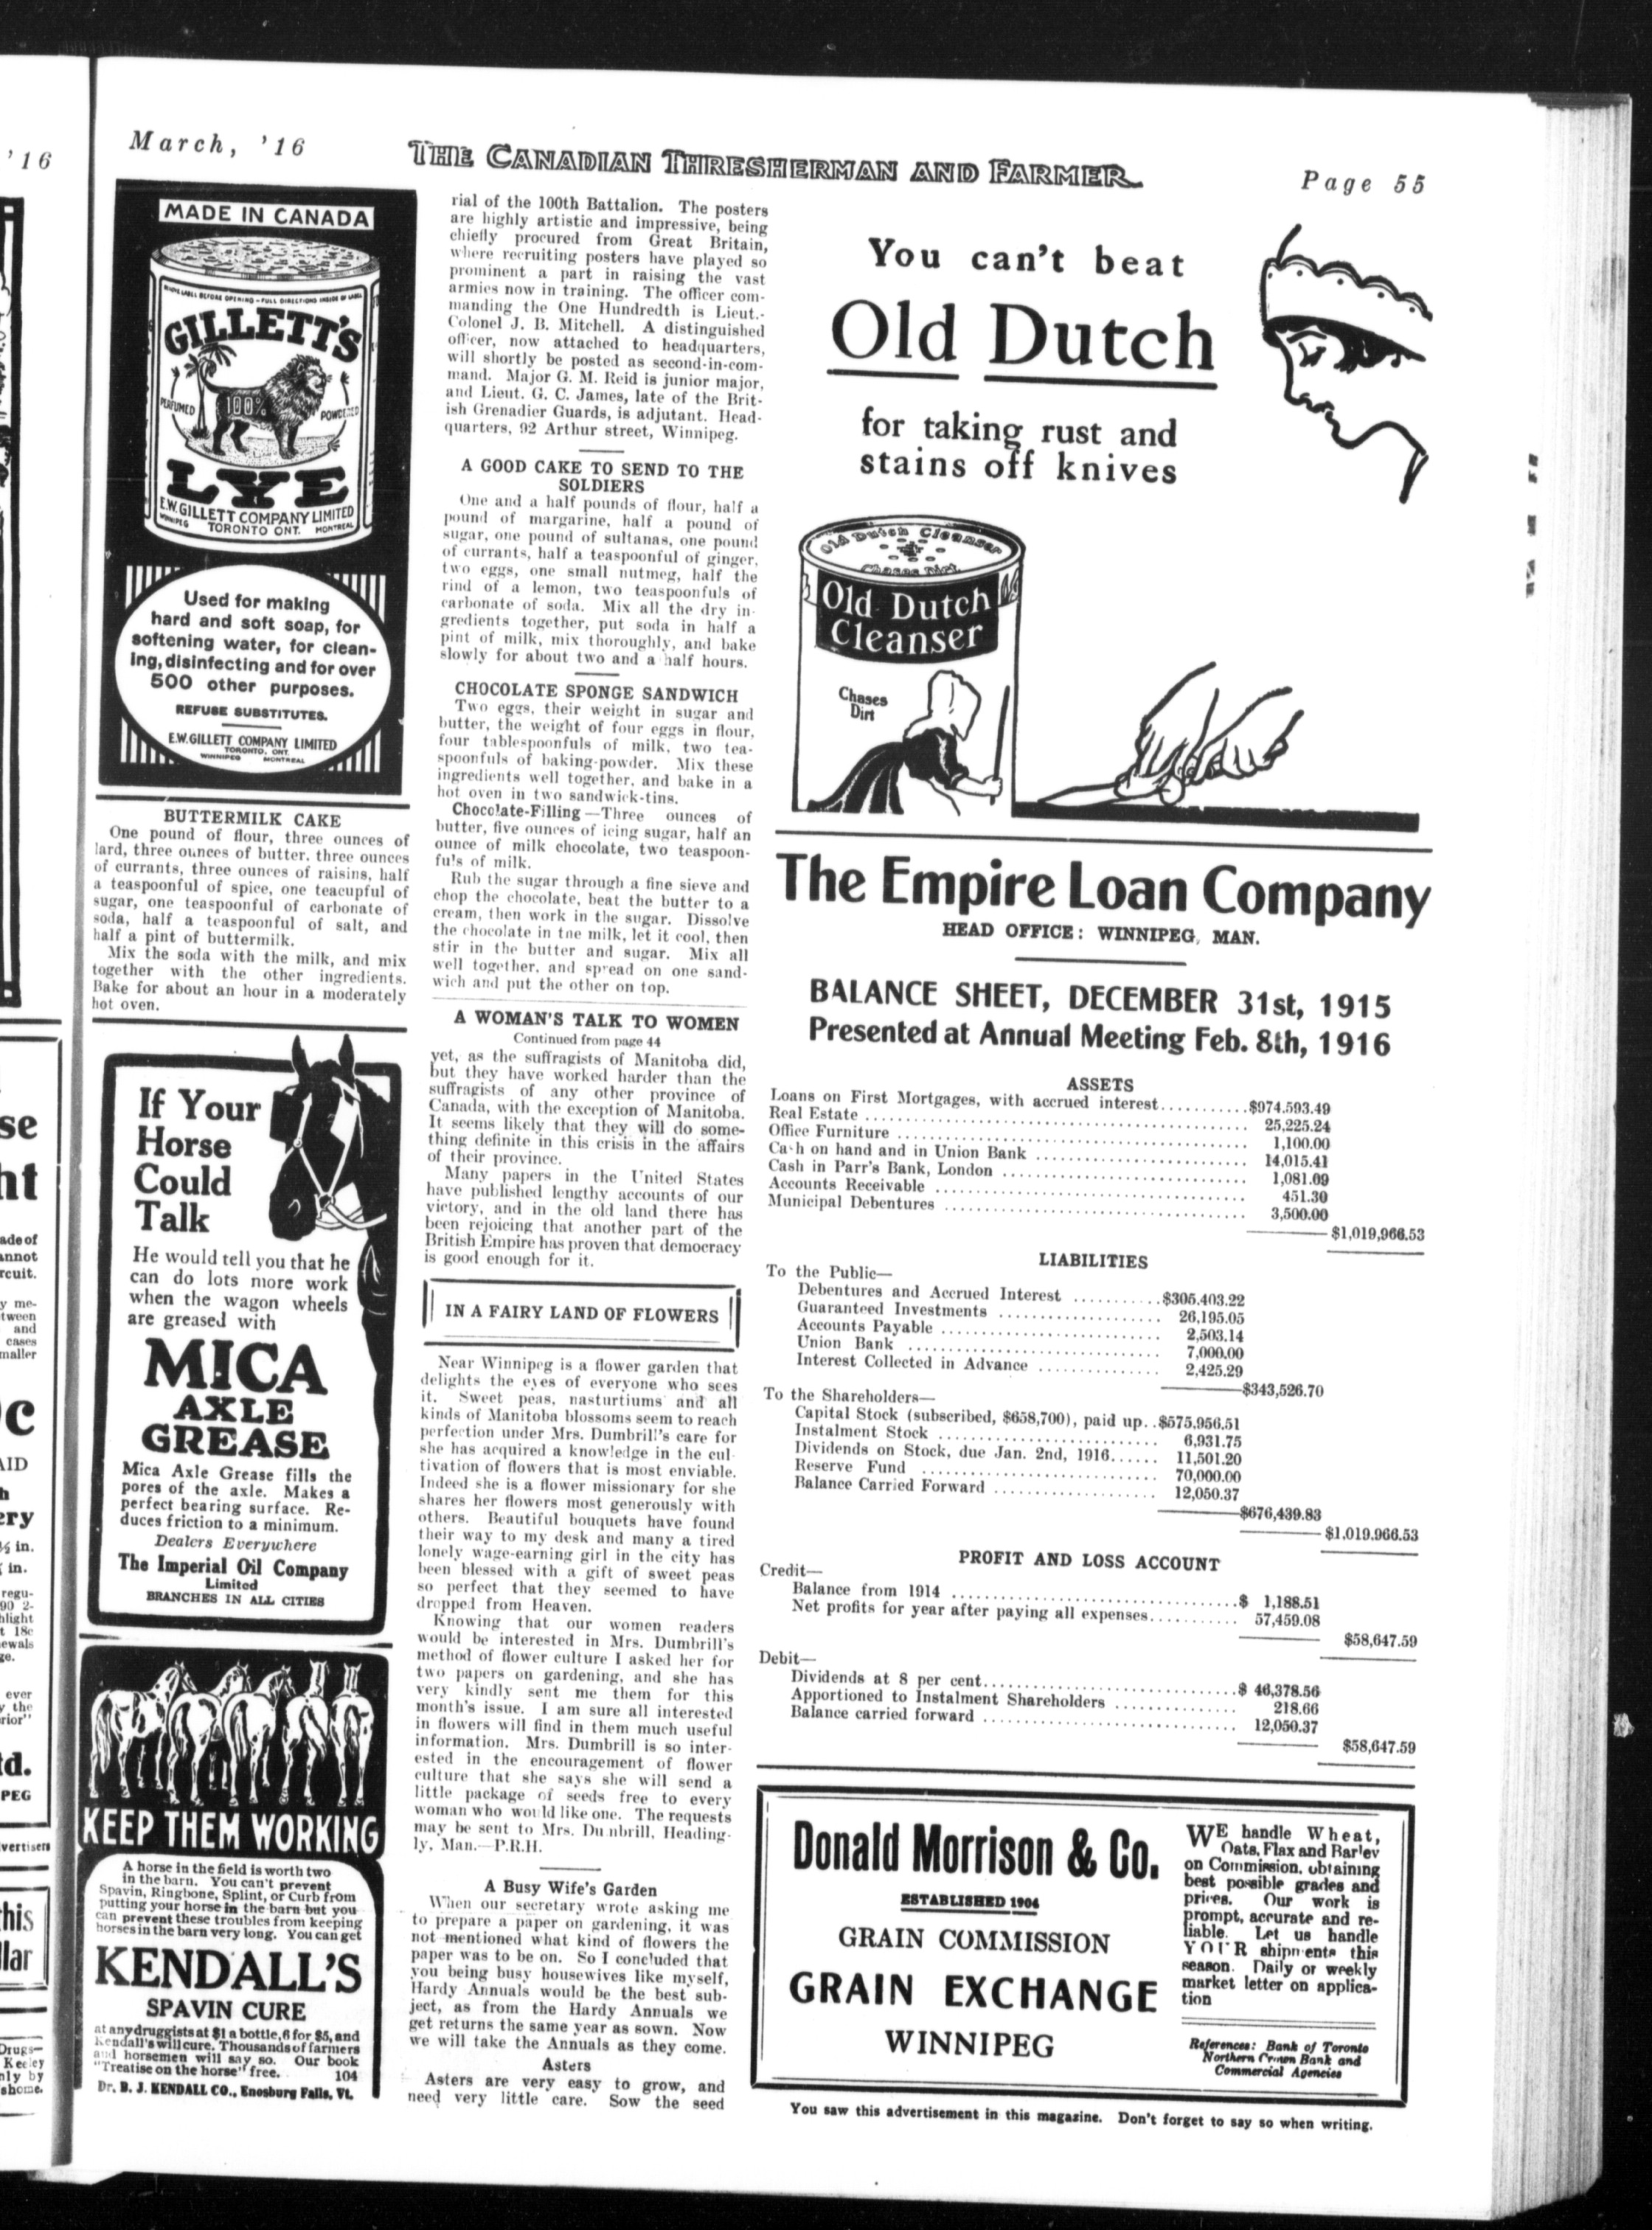 March, '16
THE CANADIAN THRESHERMAN AND FARMER
Page 55
MADE IN CANADA
GILLETT'S
PERFUMED
100%
POWDERED
LYE
E.W. GILLETT COMPANY LIMITED
WINNIPEG TORONTO ONT. MONTREAL
Used for making
hard and soft soap, for
softening water, for clean-
ing, disinfecting and for over
500 other purposes.
REFUSE SUBSTITUTES.
E.W. GILLETT COMPANY LIMITED
TORONTO, ONT.
WINNIPEG MONTREAL
BUTTERMILK CAKE
One pound of flour, three ounces of
lard, three ounces of butter. three ounces
of currants, three ounces of raisins, half
a teaspoonful of spice, one teacupful of
sugar, one teaspoonful of carbonate of
soda, half a teaspoonful of salt, and
half a pint of buttermilk.
Mix the soda with the milk, and mix
together with the other ingredients.
Bake for about an hour in a moderately
hot oven.
If Your
Horse
Could
Talk
He would tell you that he
can do lots more work
when the wagon wheels
are greased with
MICA
AXLE
GREASE
Mica Axle Grease fills the
pores of the axle. Makes a
perfect bearing surface. Re-
duces friction to a minimum.
Dealers Everywhere
The Imperial Oil Company
Limited
BRANCHES IN ALL CITIES
KEEP THEM WORKING
A horse in the field is worth two
in the barn. You can't prevent
Spavin, Ringbone, Splint, or Curb from
putting your horse in the barn but you
can prevent these troubles from keeping
horses in the barn very long. You can get
KENDALL'S
SPAVIN CURE
at any druggists at $1 a bottle, 6 for $5, and
Kendall's will cure. Thousands of farmers
and horsemen will say so. Our book
"Treatise on the horse" free. 104
Dr. B. J. KENDALL CO., Enosburg Falls, Vt.
rial of the 100th Battalion. The posters
are highly artistic and impressive, being
chiefly procured from Great Britain,
where recruiting posters have played so
prominent a part in raising the vast
armies now in training. The officer com-
manding the One Hundredth is Lieut.-
Colonel J. B. Mitchell. A distinguished
officer, now attached to headquarters,
will shortly be posted as second-in-com-
mand. Major G. M. Reid is junior major,
and Lieut. G. C. James, late of the Brit-
ish Grenadier Guards, is adjutant. Head-
quarters, 92 Arthur street, Winnipeg.
A GOOD CAKE TO SEND TO THE
SOLDIERS
One and a half pounds of flour, half a
pound of margarine, half a pound of
sugar, one pound of sultanas, one pound
of currants, half a teaspoonful of ginger,
two eggs, one small nutmeg, half the
rind of a lemon, two teaspoonfuls of
carbonate of soda. Mix all the dry in-
gredients together, put soda in half a
pint of milk, mix thoroughly, and bake
slowly for about two and a half hours.
CHOCOLATE SPONGE SANDWICH
Two eggs, their weight in sugar and
butter, the weight of four eggs in flour,
four tablespoonfuls of milk, two tea-
spoonfuls of baking-powder. Mix these
ingredients well together, and bake in a
hot oven in two sandwick-tins.
Chocolate-Filling—Three ounces of
butter, five ounces of icing sugar, half an
ounce of milk chocolate, two teaspoon-
fuls of milk.
Rub the sugar through a fine sieve and
chop the chocolate, beat the butter to a
cream, then work in the sugar. Dissolve
the chocolate in tne milk, let it cool, then
stir in the butter and sugar. Mix all
well together, and spread on one sand-
wich and put the other on top.
A WOMAN'S TALK TO WOMEN
Continued from page 44
yet, as the suffragists of Manitoba did,
but they have worked harder than the
suffragists of any other province of
Canada, with the exception of Manitoba.
It seems likely that they will do some-
thing definite in this crisis in the affairs
of their province.
Many papers in the United States
have published lengthy accounts of our
victory, and in the old land there has
been rejoicing that another part of the
British Empire has proven that democracy
is good enough for it.
IN A FAIRY LAND OF FLOWERS
Near Winnipeg is a flower garden that
delights the eyes of everyone who sees
it. Sweet peas, nasturtiums and all
kinds of Manitoba blossoms seem to reach
perfection under Mrs. Dumbrill's care for
she has acquired a knowledge in the cul-
tivation of flowers that is most enviable.
Indeed she is a flower missionary for she
shares her flowers most generously with
others. Beautiful bouquets have found
their way to my desk and many a tired
lonely wage-earning girl in the city has
been blessed with a gift of sweet peas
so perfect that they seemed to have
dropped from Heaven.
Knowing that our women readers
would be interested in Mrs. Dumbrill's
method of flower culture I asked her for
two papers on gardening, and she has
very kindly sent me them for this
month's issue. I am sure all interested
in flowers will find in them much useful
information. Mrs. Dumbrill is so inter-
ested in the encouragement of flower
culture that she says she will send a
little package of seeds free to every
woman who would like one. The requests
may be sent to Mrs. Dumbrill, Heading-
ly, Man.—P.R.H.
A Busy Wife's Garden
When our secretary wrote asking me
to prepare a paper on gardening, it was
not mentioned what kind of flowers the
paper was to be on. So I concluded that
you being busy housewives like myself,
Hardy Annuals would be the best sub-
ject, as from the Hardy Annuals we
get returns the same year as sown. Now
we will take the Annuals as they come.
Asters
Asters are very easy to grow, and
need very little care. Sow the seed
You can't beat
Old Dutch
for taking rust and
stains off knives
Old Dutch Cleanser
Chases Dirt
Old Dutch
Cleanser
Chases
Dirt
The Empire Loan Company
HEAD OFFICE: WINNIPEG, MAN.
BALANCE SHEET, DECEMBER 31st, 1915
Presented at Annual Meeting Feb. 8th, 1916
ASSETS
Loans on First Mortgages, with accrued interest...........$974.593.49
Real Estate ........ 25,225.24
Office Furniture ........ 1,100.00
Cash on hand and in Union Bank ........ 14,015.41
Cash in Parr's Bank, London ........ 1,081.09
Accounts Receivable ........ 451.30
Municipal Debentures ........ 3,500.00
$1,019,966.53
LIABILITIES
To the Public—
Debentures and Accrued Interest ...........$305,403.22
Guaranteed Investments ........ 26,195.05
Accounts Payable ........ 2,503.14
Union Bank ........ 7,000.00
Interest Collected in Advance ........ 2,425.29
$343,526.70
To the Shareholders—
Capital Stock (subscribed, $658,700), paid up..$575,956.51
Instalment Stock ........ 6,931.75
Dividends on Stock, due Jan. 2nd, 1916...... 11,501.20
Reserve Fund ........ 70,000.00
Balance Carried Forward ........ 12,050.37
$676,439.83
$1,019.966.53
PROFIT AND LOSS ACCOUNT
Credit—
Balance from 1914 ........$ 1,188.51
Net profits for year after paying all expenses........ 57,459.08
$58,647.59
Debit—
Dividends at 8 per cent........$ 46,378.56
Apportioned to Instalment Shareholders ........ 218.66
Balance carried forward ........ 12,050.37
$58,647.59
Donald Morrison & Co.
ESTABLISHED 1904
GRAIN COMMISSION
GRAIN EXCHANGE
WINNIPEG
WE handle Wheat,
Oats, Flax and Barley
on Commission, obtaining
best possible grades and
prices. Our work is
prompt, accurate and re-
liable. Let us handle
YOUR shipments this
season. Daily or weekly
market letter on applica-
tion
References: Bank of Toronto
Northern Crown Bank and
Commercial Agencies
You saw this advertisement in this magazine. Don't forget to say so when writing.